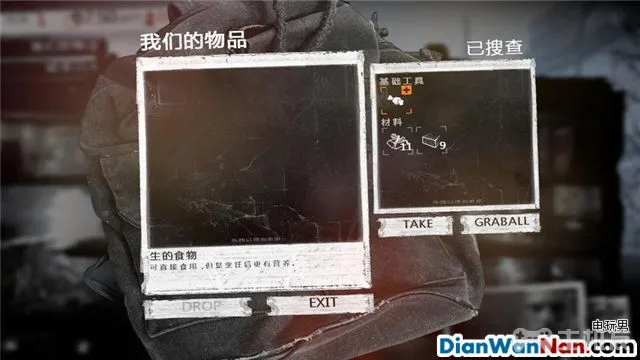 我们的物品
已搜查
基础工具
材料
11
9
TAKE
GRABALL
生的食物
可直接食用,但是烹饪后更有营养。
DROP
EXIT
电玩男
DianWanNan.com